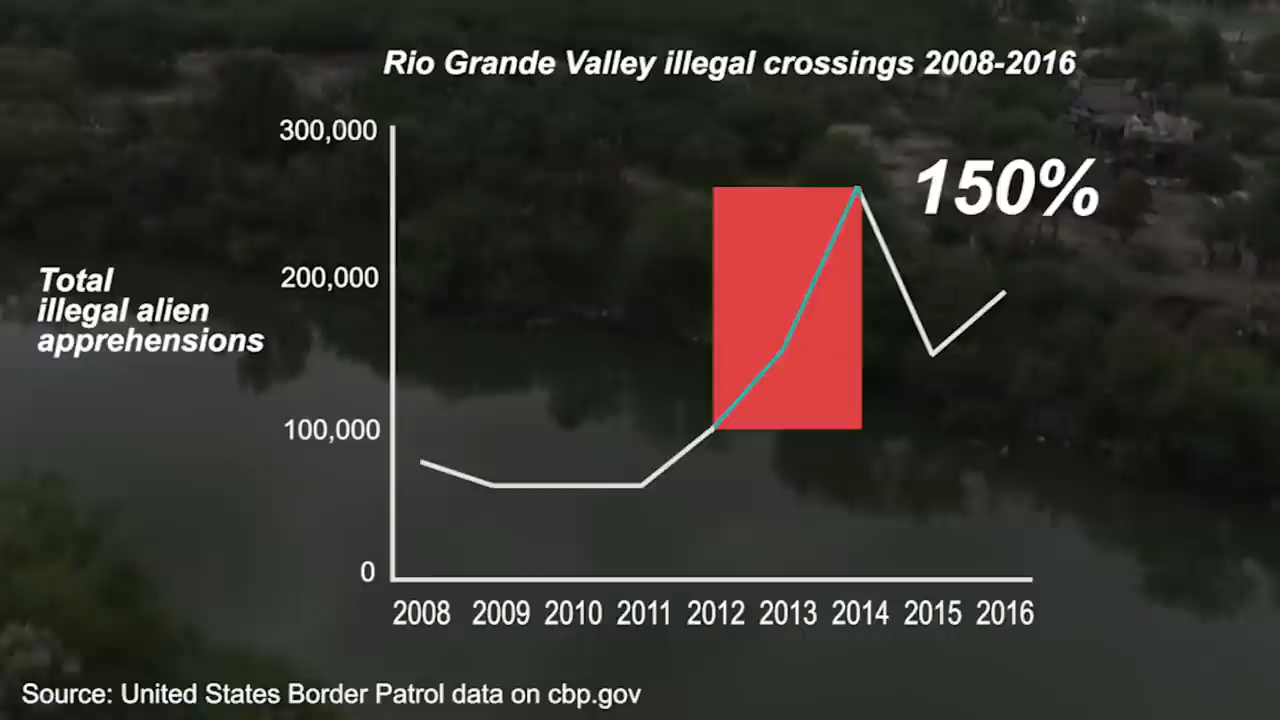 Rio Grande Valley illegal crossings 2008-2016
300,000
150%
Total
illegal alien
apprehensions
200,000
100,000
0
2008 2009 2010 2011 2012 2013 2014 2015 2016
Source: United States Border Patrol data on cbp.gov